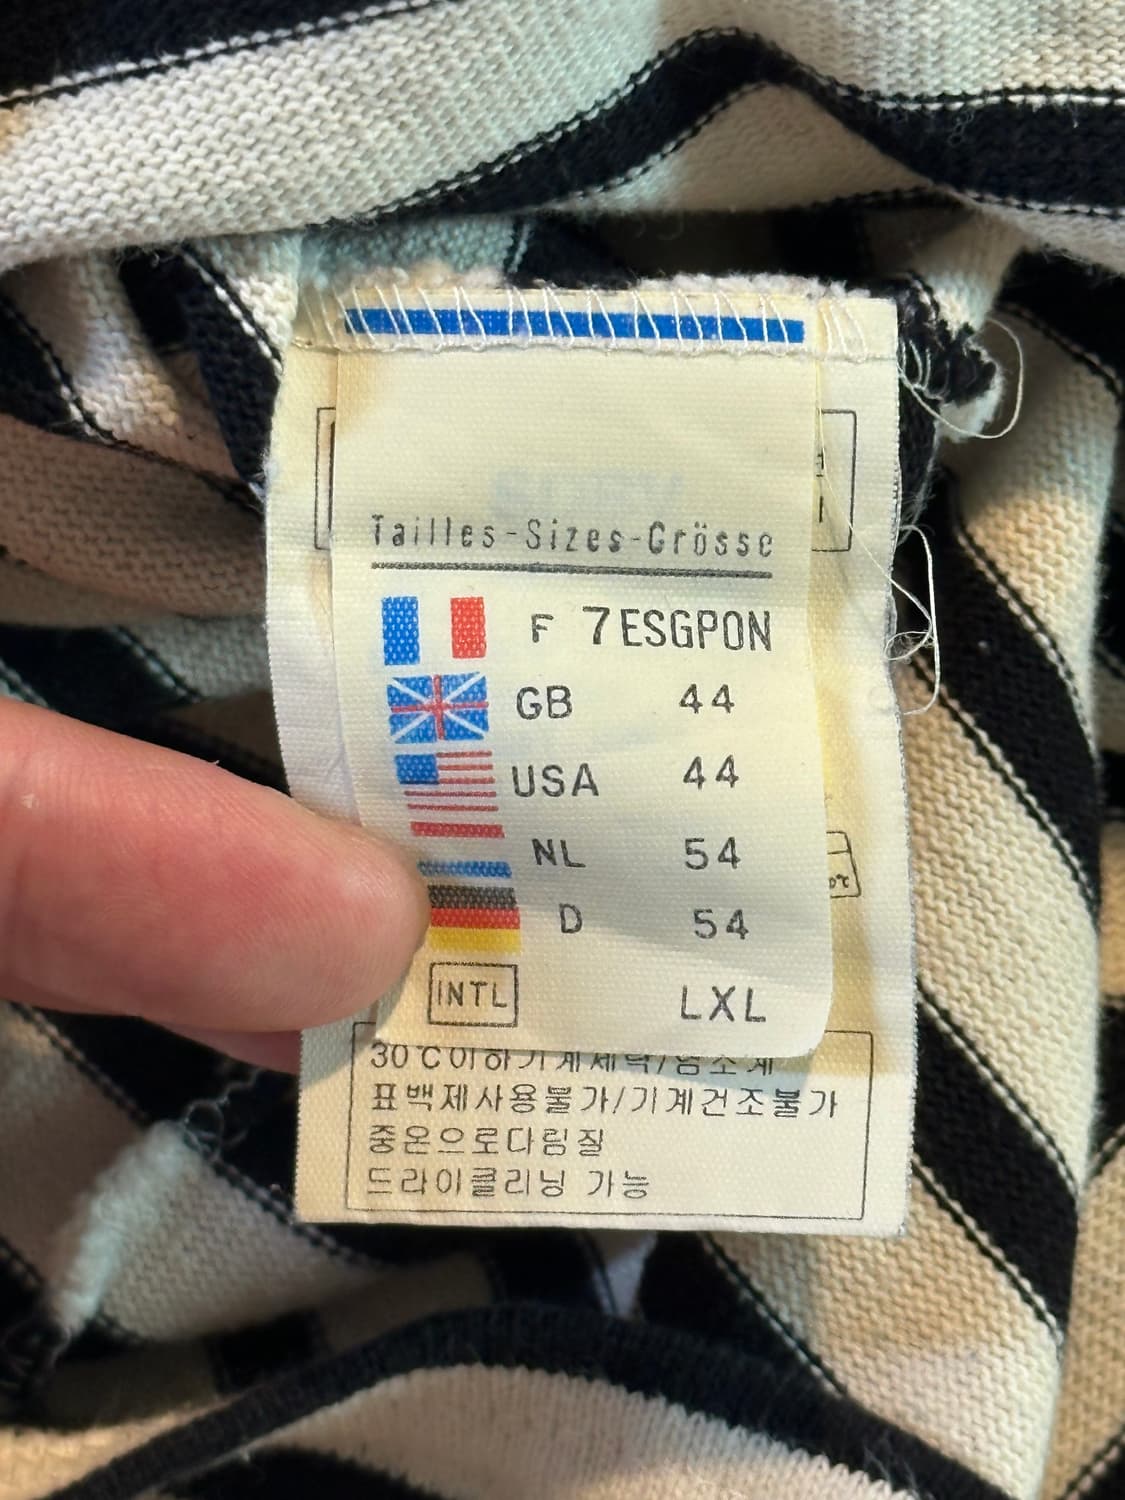 Tailles-Sizes-Grösse
F 7ESGPON
GB 44
USA 44
NL 54
D 54
INTL LXL
30℃이하기계세탁/염소계
표백제사용불가/기계건조불가
중온으로다림질
드라이클리닝 가능